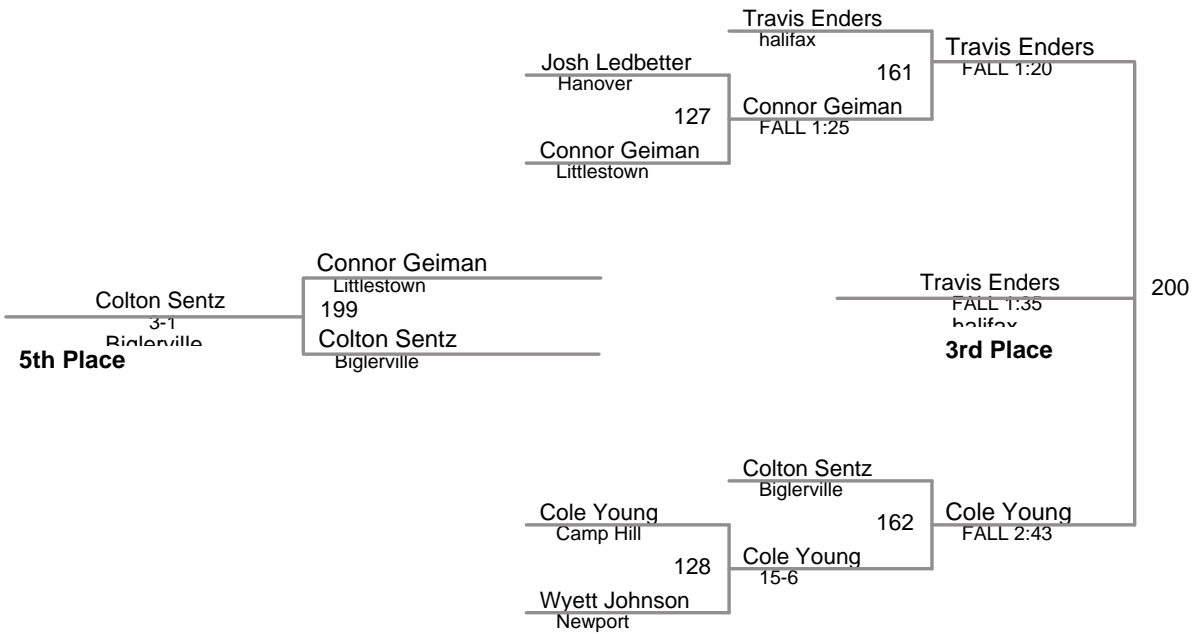 Travis Enders
halifax
Josh Ledbetter
Hanover
161
Travis Enders
FALL 1:20
127
Connor Geiman
FALL 1:25
Connor Geiman
Littlestown
Connor Geiman
Littlestown
199
Colton Sentz
3-1
Biglerville
5th Place
Colton Sentz
Biglerville
Travis Enders
FALL 1:35
halifax
3rd Place
200
Colton Sentz
Biglerville
Cole Young
Camp Hill
162
Cole Young
FALL 2:43
128
Cole Young
15-6
Wyett Johnson
Newport